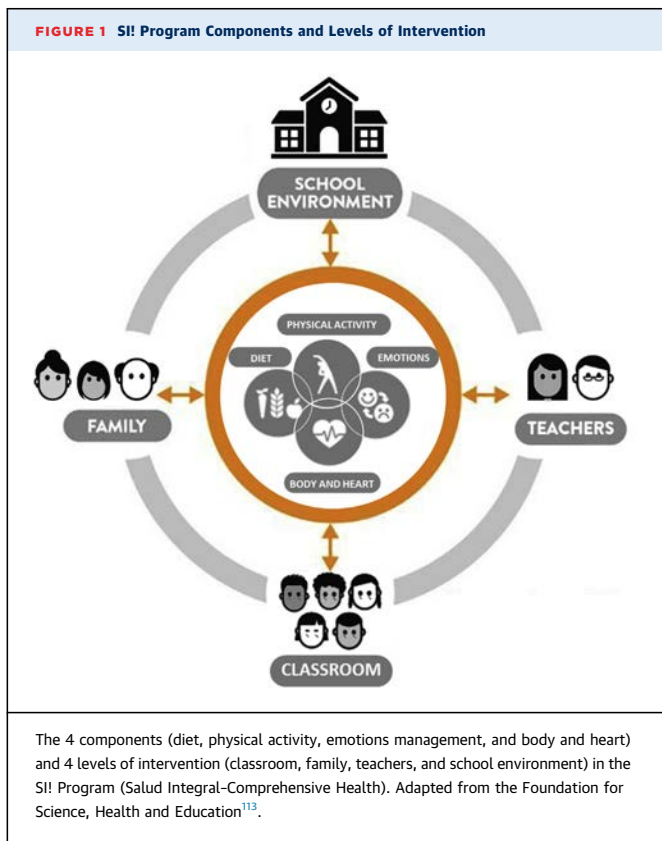 FIGURE 1 SI! Program Components and Levels of Intervention
SCHOOL
ENVIRONMENT
PHYSICAL ACTIVITY
DIET
EMOTIONS
FAMILY
TEACHERS
BODY AND HEART
CLASSROOM
The 4 components (diet, physical activity, emotions management, and body and heart)
and 4 levels of intervention (classroom, family, teachers, and school environment) in the
SI! Program (Salud Integral-Comprehensive Health). Adapted from the Foundation for
Science, Health and Education113.